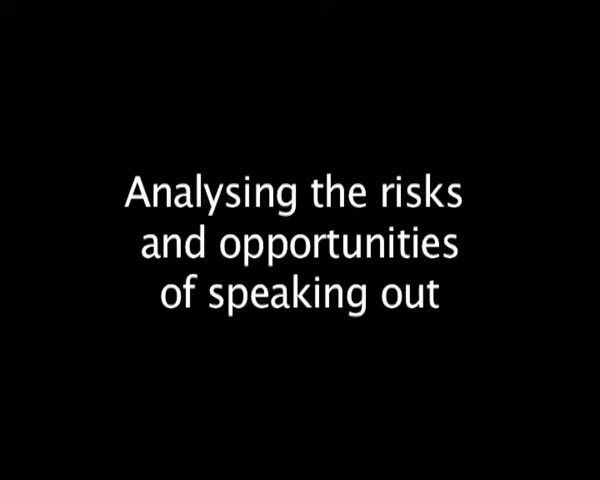 Analysing the risks
and opportunities
of speaking out